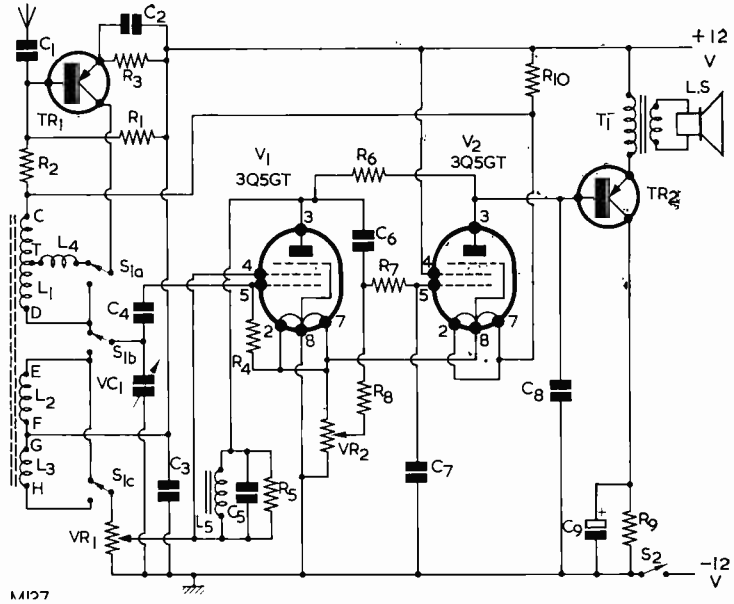 C1
C2
R3
TR1
R1
R2
+12
V
R10
L.S
T1
TR2
V1
3Q5GT
V2
3Q5GT
R6
3
3
C
T
L4
L1
D
S1a
C4
S1b
VC1
4
5
2
8
7
R4
C6
R7
4
5
2
8
7
E
L2
F
G
L3
H
S1c
C3
VR1
L5
C5
R5
R8
VR2
C7
C8
C9
+
R9
S2
-12
V